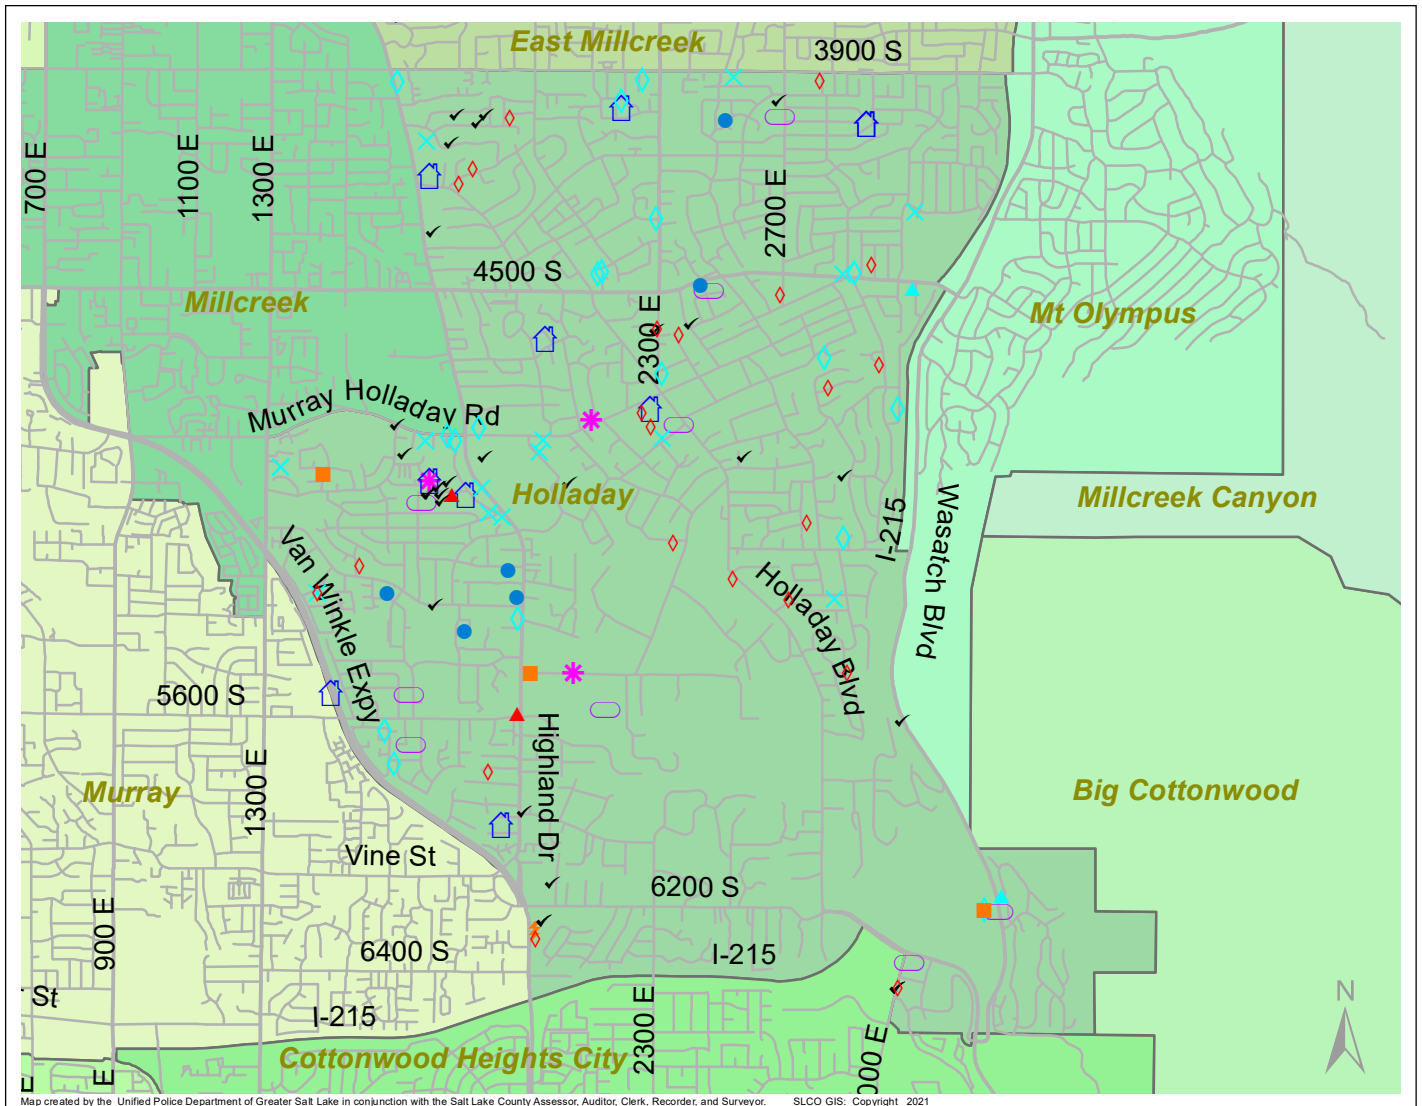 East Millcreek
3900 S
700 E
1100 E
1300 E
2700 E
4500 S
Millcreek
2300 E
Mt Olympus
Murray Holladay Rd
Holladay
Millcreek Canyon
I-215
Wasatch Blvd
Van Winkle Expy
Holladay Blvd
5600 S
Highland Dr
Murray
1300 E
Big Cottonwood
Vine St
6200 S
900 E
6400 S
I-215
St
I-215
2300 E
N
Cottonwood Heights City
000 E
E
E
Map created by the Unified Police Department of Greater Salt Lake in conjunction with the Salt Lake County Assessor, Auditor, Clerk, Recorder, and Surveyor. SLCO GIS: Copyright 2021